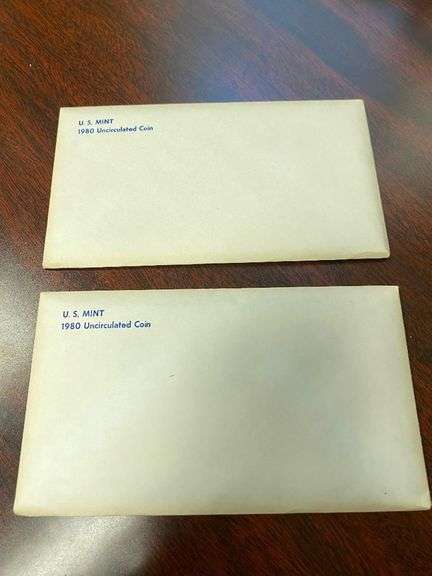 U. S. MINT
1980 Uncirculated Coin
U. S. MINT
1980 Uncirculated Coin